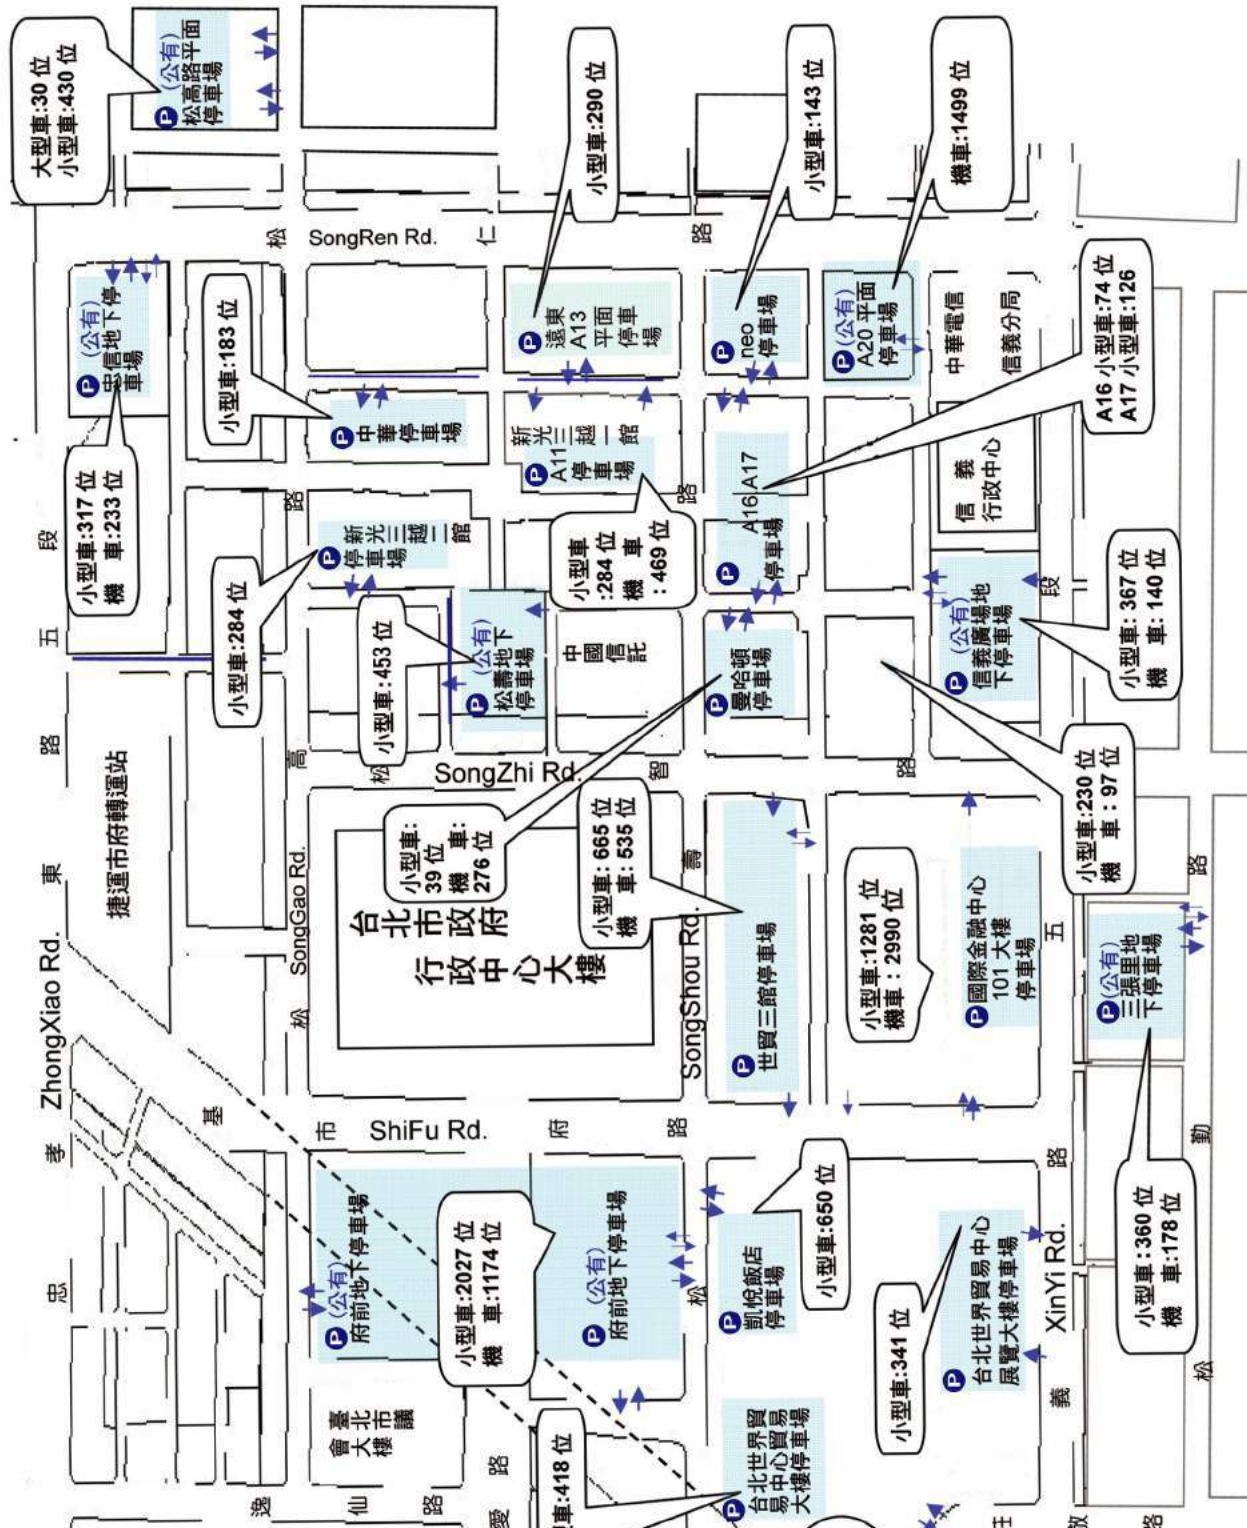 大型車:30 位
小型車:430 位
(公有)
松高路平面
停車場
小型車:290 位
小型車:143 位
機車:1499 位
SongRen Rd.
松
仁
路
(公有)
忠信地下停
車場
小型車:183 位
中華停車場
遠東
A13
平面
停車
場
neo
停車場
(公有)
A20 平面
停車場
中華電信
信義分局
A16 小型車:74 位
A17 小型車:126
小型車:317 位
機 車:233 位
新光三越一館
A11
停車場
A16 A17
停車場
信 義
行政中心
小型車:284 位
新光三越二館
停車場
小型車
:284 位
機 車
: 469 位
路
路
段
五
路
東
小型車:453 位
(公有)
松壽地下
停車場
中國信託
曼哈頓
停車場
(公有)
信義廣場地
下停車場
小型車: 367 位
機 車: 140 位
段
捷運市府轉運站
高
松
SongZhi Rd.
智
路
小型車:
39 位
機 車:
276 位
小型車: 665 位
機 車: 535 位
小型車:230 位
機 車: 97 位
台北市政府
行政中心大樓
壽
SongShou Rd.
世貿三館停車場
小型車:1281 位
機車: 2990 位
國際金融中心
101 大樓
停車場
五
路
(公有)
三張里地
下停車場
ZhongXiao Rd.
SongGao Rd.
松
基
市
ShiFu Rd.
府
路
孝
忠
(公有)
府前地下停車場
小型車:2027 位
機 車:1174 位
(公有)
府前地下停車場
松
凱悅飯店
停車場
小型車:650 位
小型車:341 位
台北世界貿易中心
展覽大樓停車場
路
XinYi Rd.
義
勤
松
小型車: 360 位
機 車:178 位
臺北市議
會大樓
逸
仙
路
路
愛
車:418 位
台北世界貿
易中心貿易
大樓停車場
路